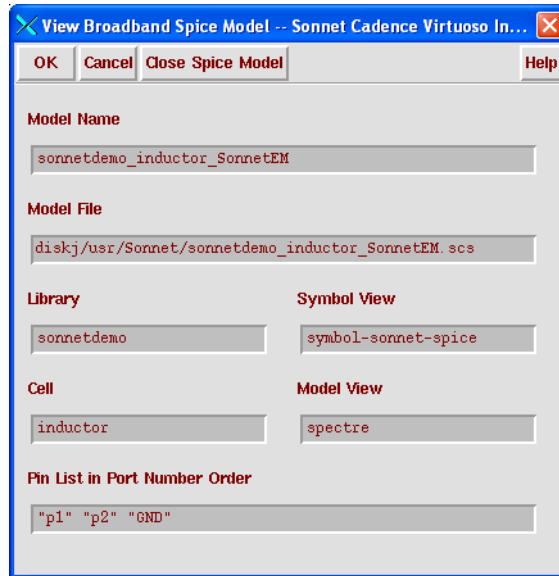 View Broadband Spice Model -- Sonnet Cadence Virtuoso In...
OK Cancel Close Spice Model Help
Model Name
sonnetdemo_inductor_SonnetEM
Model File
diskj/usr/Sonnet/sonnetdemo_inductor_SonnetEM.scs
Library Symbol View
sonnetdemo symbol-sonnet-spice
Cell Model View
inductor spectre
Pin List in Port Number Order
"p1" "p2" "GND"